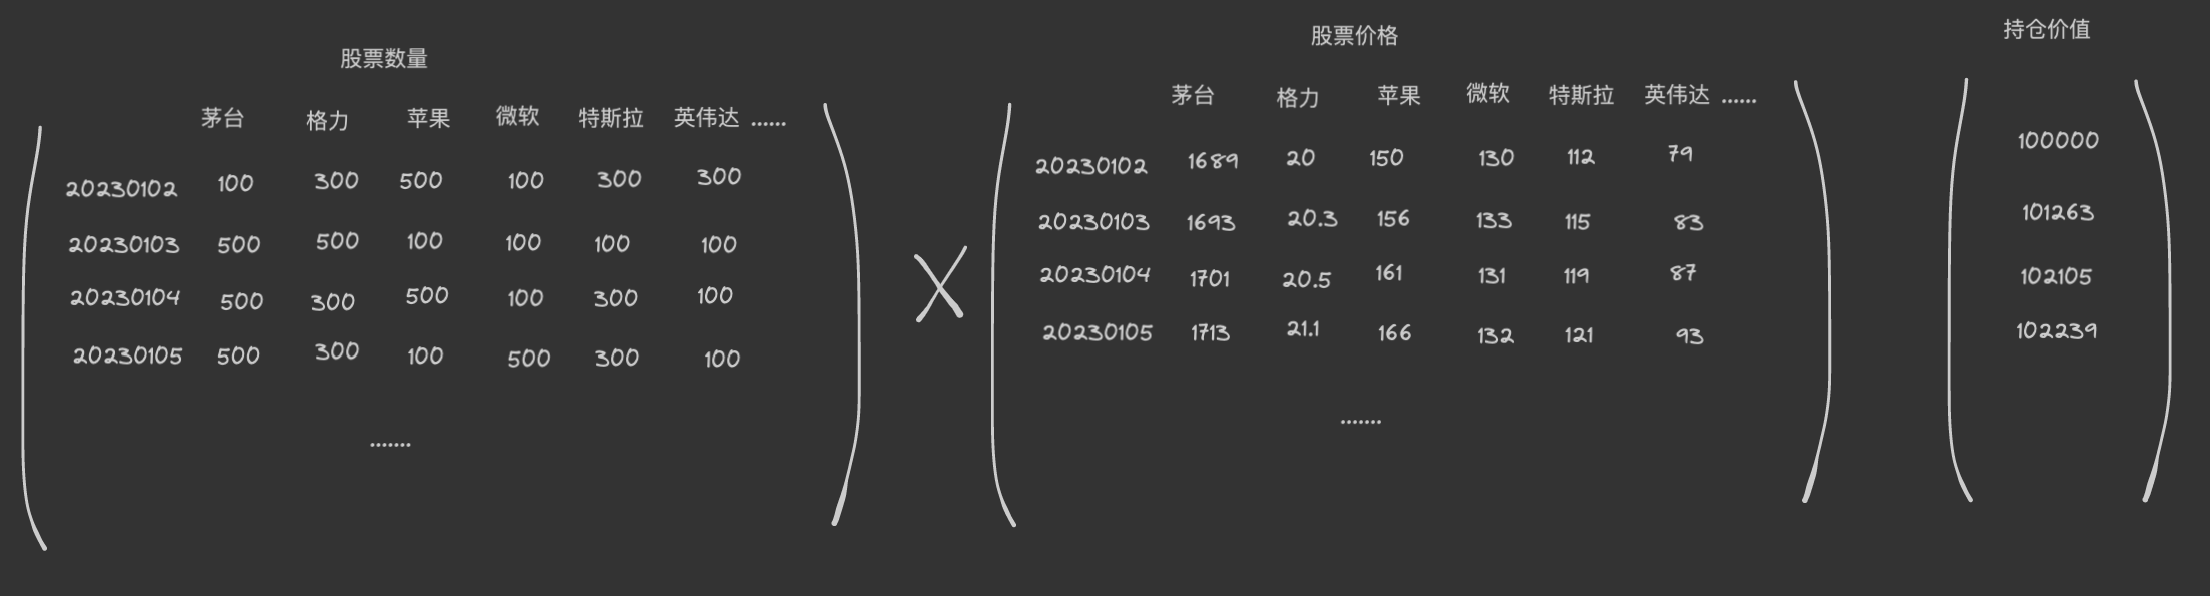 股票数量
茅台 格力 苹果 微软 特斯拉 英伟达 ......
20230102 100 300 500 100 300 300
20230103 500 500 100 100 100 100
20230104 500 300 500 100 300 100
20230105 500 300 100 500 300 100
.......
X
股票价格
茅台 格力 苹果 微软 特斯拉 英伟达 ......
20230102 1689 20 150 130 112 79
20230103 1693 20.3 156 133 115 83
20230104 1701 20.5 161 131 119 87
20230105 1713 21.1 166 132 121 93
.......
持仓价值
100000
101263
102105
102239